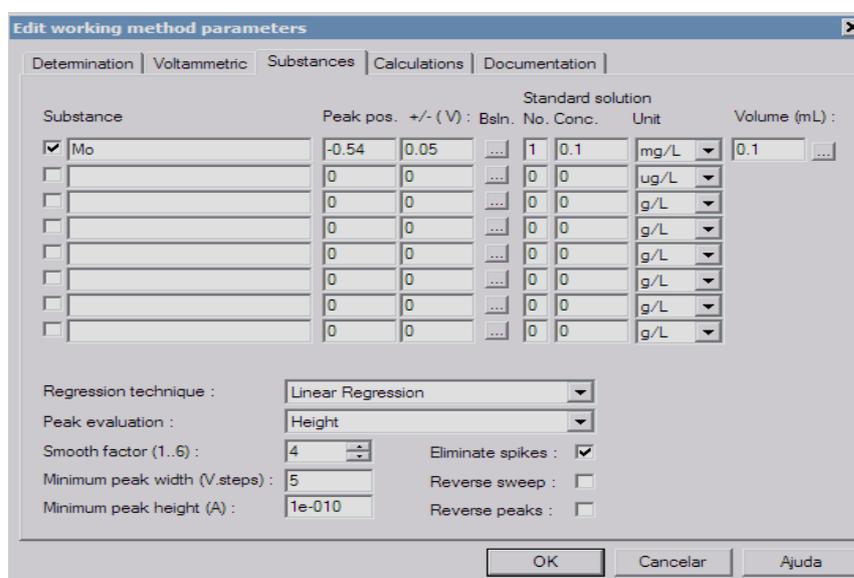 Edit working method parameters
Determination Voltammetric Substances Calculations Documentation
Standard solution
Substance Peak pos. +/- ( V) : Bsln. No. Conc. Unit Volume (mL) :
Mo -0.54 0.05 ... 1 0.1 mg/L 0.1 ...
0 0 ... 0 0 ug/L
0 0 ... 0 0 g/L
0 0 ... 0 0 g/L
0 0 ... 0 0 g/L
0 0 ... 0 0 g/L
0 0 ... 0 0 g/L
0 0 ... 0 0 g/L
Regression technique : Linear Regression
Peak evaluation : Height
Smooth factor (1..6) : 4 Eliminate spikes :
Minimum peak width (V.steps) : 5 Reverse sweep :
Minimum peak height (A) : 1e-010 Reverse peaks :
OK Cancelar Ajuda